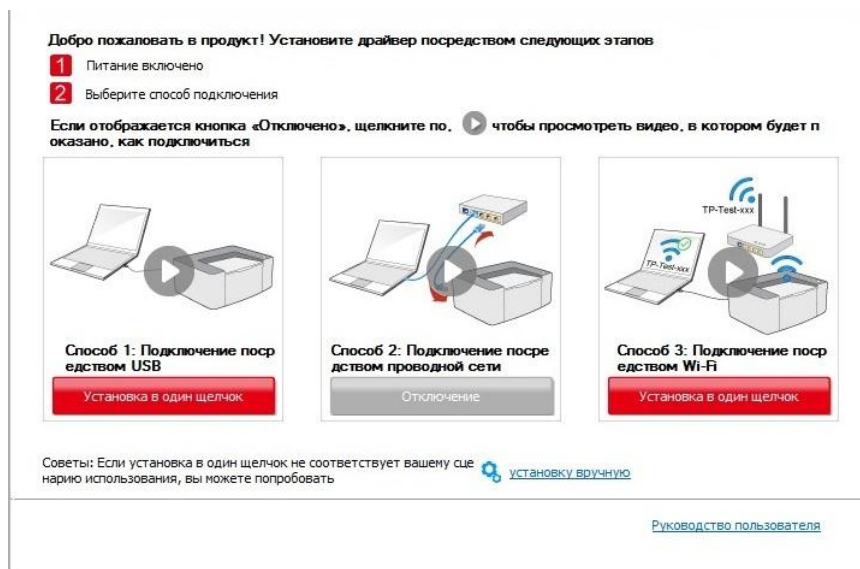 Добро пожаловать в продукт! Установите драйвер посредством следующих этапов
1 Питание включено
2 Выберите способ подключения
Если отображается кнопка «Отключено», щелкните по, чтобы просмотреть видео, в котором будет п
оказано, как подключиться
TP-Test-xxx
TP-Test-xxx
Способ 1: Подключение поср
едством USB
Установка в один щелчок
Способ 2: Подключение посре
дством проводной сети
Отключение
Способ 3: Подключение поср
едством Wi-Fi
Установка в один щелчок
Советы: Если установка в один щелчок не соответствует вашему сце
нарию использования, вы можете попробовать
установку вручную
Руководство пользователя